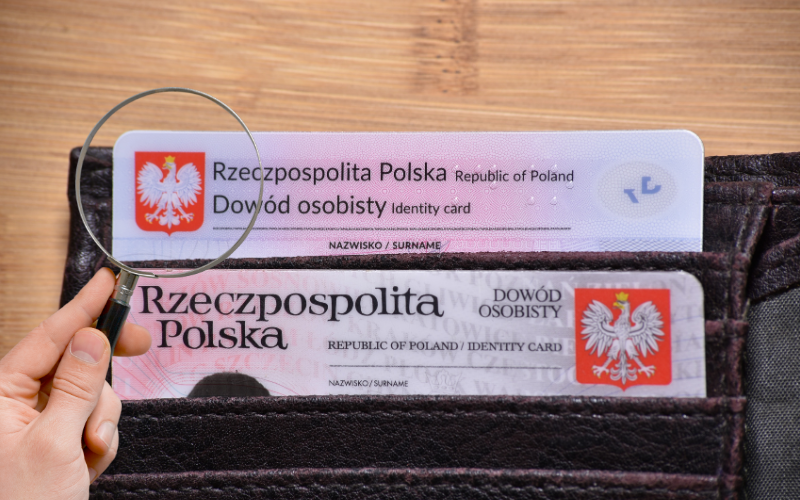 Rzeczpospolita Polska Republic of Poland
Dowód osobisty Identity card
NAZWISKO / SURNAME
Rzeczpospolita
Polska
DOWÓD
OSOBISTY
REPUBLIC OF POLAND / IDENTITY CARD
NAZWISKO / SURNAME